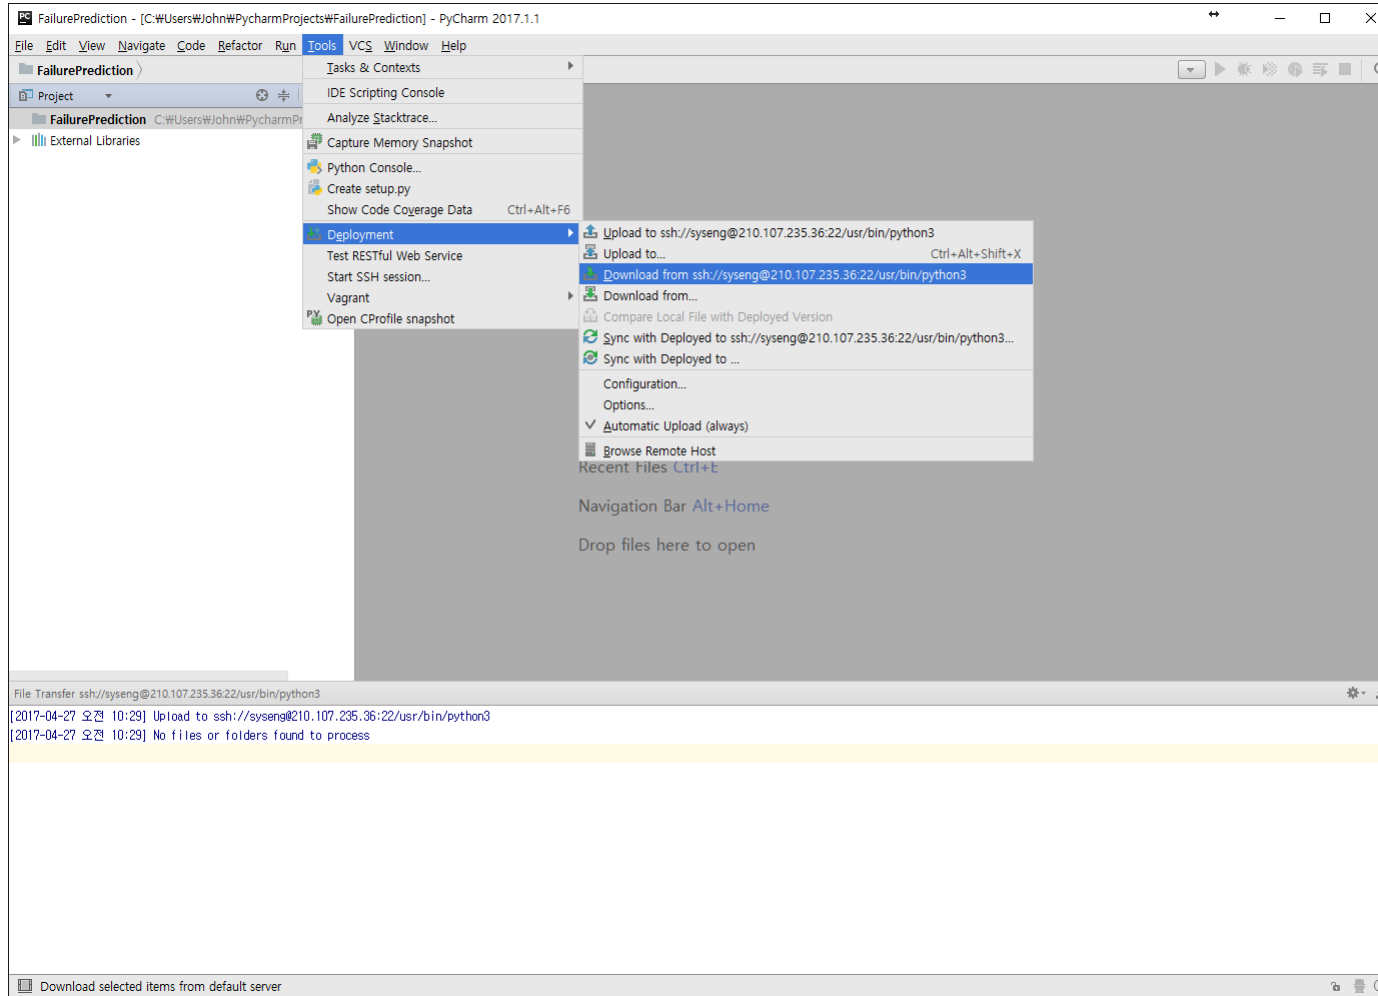 FailurePrediction - [C:₩Users₩John₩PycharmProjects₩FailurePrediction] - PyCharm 2017.1.1
File Edit View Navigate Code Refactor Run Tools VCS Window Help
FailurePrediction
Project
FailurePrediction C:₩Users₩John₩PycharmPr
External Libraries
Tasks & Contexts
IDE Scripting Console
Analyze Stacktrace...
Capture Memory Snapshot
Python Console...
Create setup.py
Show Code Coverage Data Ctrl+Alt+F6
Deployment
Test RESTful Web Service
Start SSH session...
Vagrant
Open CProfile snapshot
Upload to ssh://syseng@210.107.235.36:22/usr/bin/python3
Upload to... Ctrl+Alt+Shift+X
Download from ssh://syseng@210.107.235.36:22/usr/bin/python3
Download from...
Compare Local File with Deployed Version
Sync with Deployed to ssh://syseng@210.107.235.36:22/usr/bin/python3...
Sync with Deployed to ...
Configuration...
Options...
Automatic Upload (always)
Browse Remote Host
Recent Files Ctrl+E
Navigation Bar Alt+Home
Drop files here to open
File Transfer ssh://syseng@210.107.235.36:22/usr/bin/python3
[2017-04-27 오전 10:29] Upload to ssh://syseng@210.107.235.36:22/usr/bin/python3
[2017-04-27 오전 10:29] No files or folders found to process
Download selected items from default server